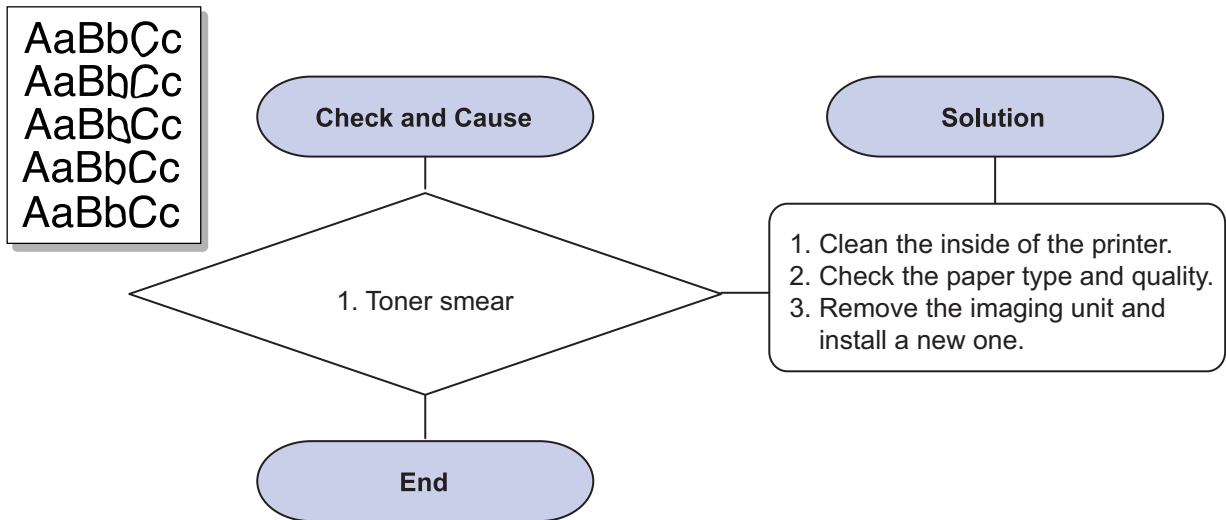 AaBbCc
AaBbCc
AaBbCc
AaBbCc
AaBbCc
Check and Cause
Solution
1. Toner smear
1. Clean the inside of the printer.
2. Check the paper type and quality.
3. Remove the imaging unit and
install a new one.
End